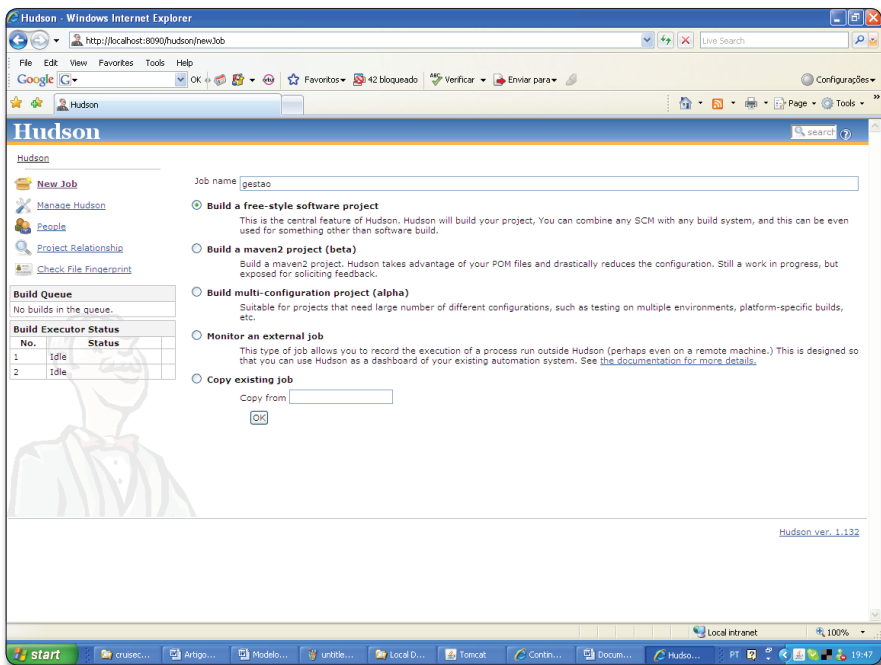 Hudson - Windows Internet Explorer
http://localhost:8090/hudson/newJob
Live Search
File Edit View Favorites Tools Help
Google G OK Favoritos 42 bloqueado Verificar Enviar para Configurações
Hudson Page Tools
Hudson search
Hudson
New Job
Manage Hudson
People
Project Relationship
Check File Fingerprint
Build Queue
No builds in the queue.
Build Executor Status
No. Status
1 Idle
2 Idle
Job name gestao
Build a free-style software project
This is the central feature of Hudson. Hudson will build your project, You can combine any SCM with any build system, and this can be even
used for something other than software build.
Build a maven2 project (beta)
Build a maven2 project. Hudson takes advantage of your POM files and drastically reduces the configuration. Still a work in progress, but
exposed for soliciting feedback.
Build multi-configuration project (alpha)
Suitable for projects that need large number of different configurations, such as testing on multiple environments, platform-specific builds,
etc.
Monitor an external job
This type of job allows you to record the execution of a process run outside Hudson (perhaps even on a remote machine.) This is designed so
that you can use Hudson as a dashboard of your existing automation system. See the documentation for more details.
Copy existing job
Copy from
OK
Hudson ver. 1.132
Local intranet 100%
start cruisec... Artigo... Modelo... untitle... Local D... Tomcat Contin... Docum... Hudso... PT 19:47